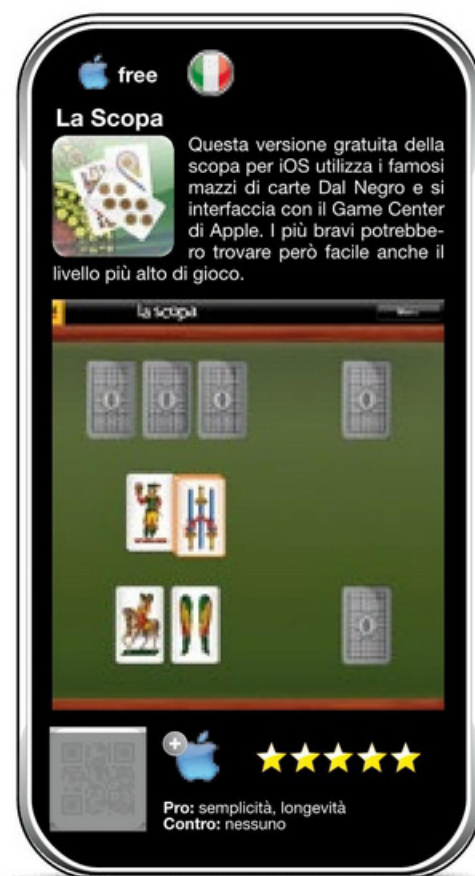 free
La Scopa
Questa versione gratuita della
scopa per iOS utilizza i famosi
mazzi di carte Dal Negro e si
interfaccia con il Game Center
di Apple. I più bravi potrebbe-
ro trovare però facile anche il
livello più alto di gioco.
la scopa
Menu
Pro: semplicità, longevità
Contro: nessuno